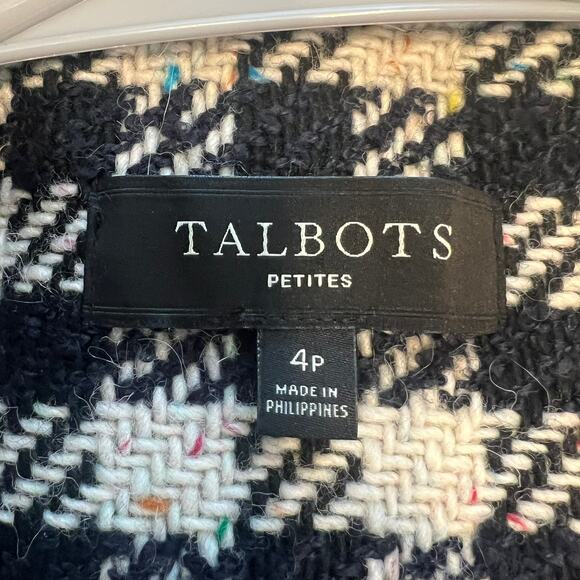 TALBOTS
PETITES
4P
MADE IN
PHILIPPINES